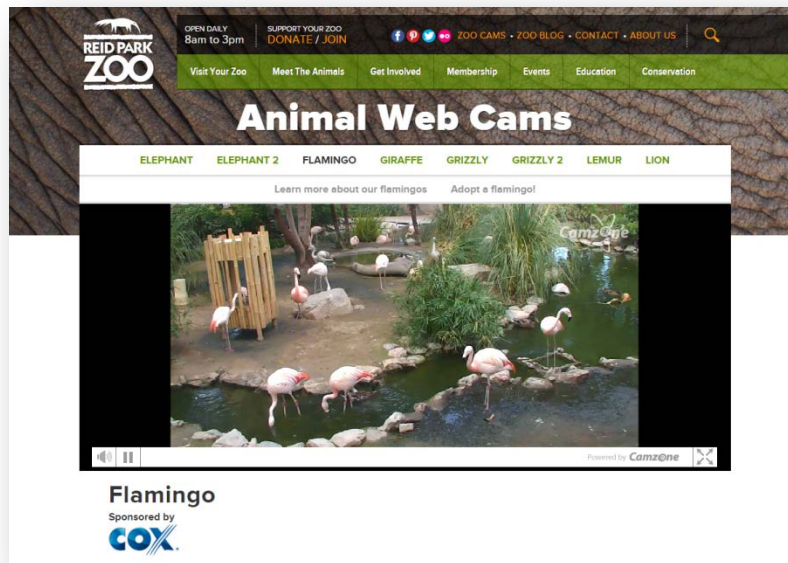 REID PARK
ZOO
OPEN DAILY
8am to 3pm
SUPPORT YOUR ZOO
DONATE / JOIN
ZOO CAMS • ZOO BLOG • CONTACT • ABOUT US
Visit Your Zoo Meet The Animals Get Involved Membership Events Education Conservation
Animal Web Cams
ELEPHANT ELEPHANT 2 FLAMINGO GIRAFFE GRIZZLY GRIZZLY 2 LEMUR LION
Learn more about our flamingos Adopt a flamingo!
Camzone
Powered by Camzone
Flamingo
Sponsored by
COX